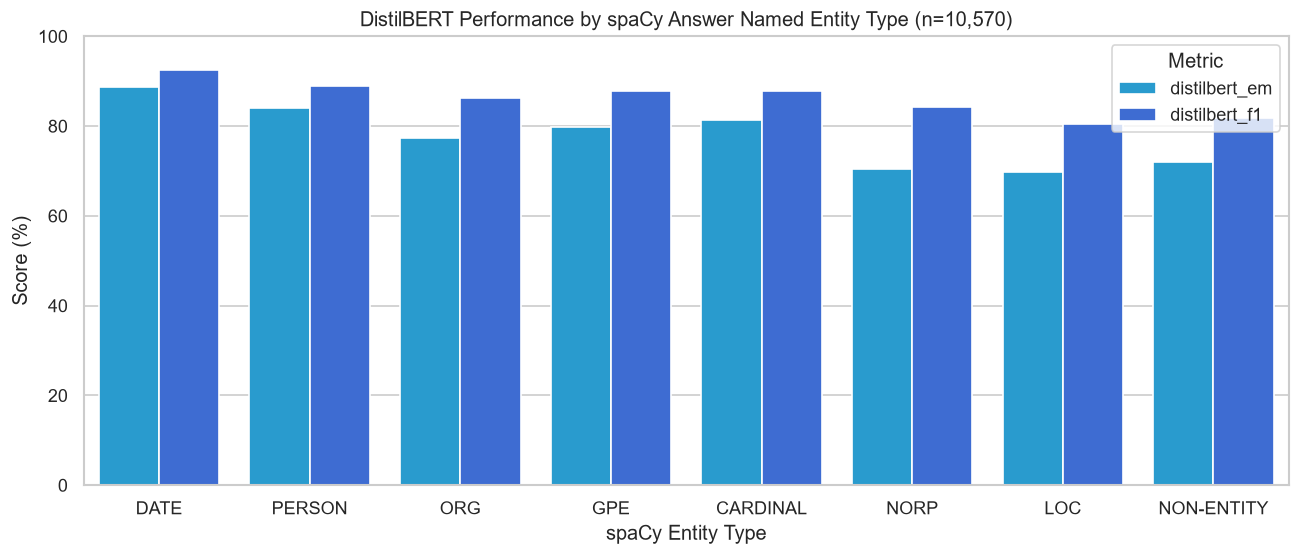 DistilBERT Performance by spaCy Answer Named Entity Type (n=10,570)
Metric
distilbert_em
distilbert_f1
Score (%)
100
80
60
40
20
0
DATE PERSON ORG GPE CARDINAL NORP LOC NON-ENTITY
spaCy Entity Type